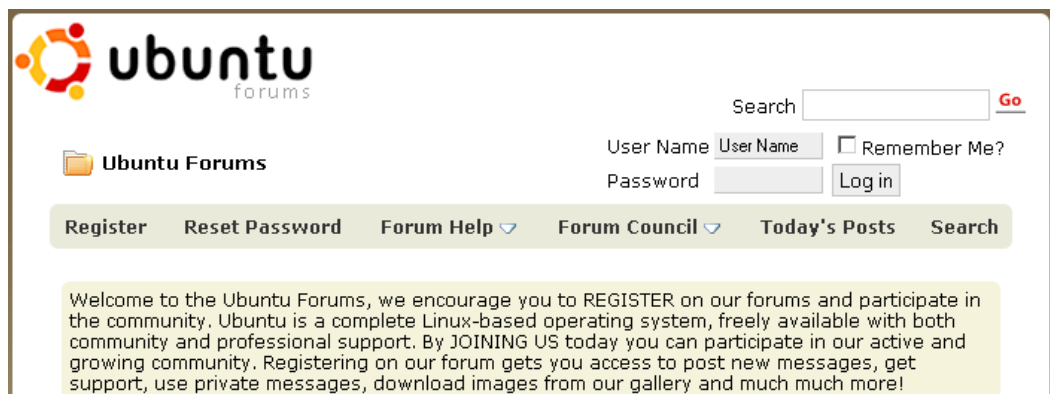 ubuntu
forums
Search Go
User Name User Name Remember Me?
Ubuntu Forums
Password Log in
Register Reset Password Forum Help Forum Council Today's Posts Search
Welcome to the Ubuntu Forums, we encourage you to REGISTER on our forums and participate in
the community. Ubuntu is a complete Linux-based operating system, freely available with both
community and professional support. By JOINING US today you can participate in our active and
growing community. Registering on our forum gets you access to post new messages, get
support, use private messages, download images from our gallery and much much more!